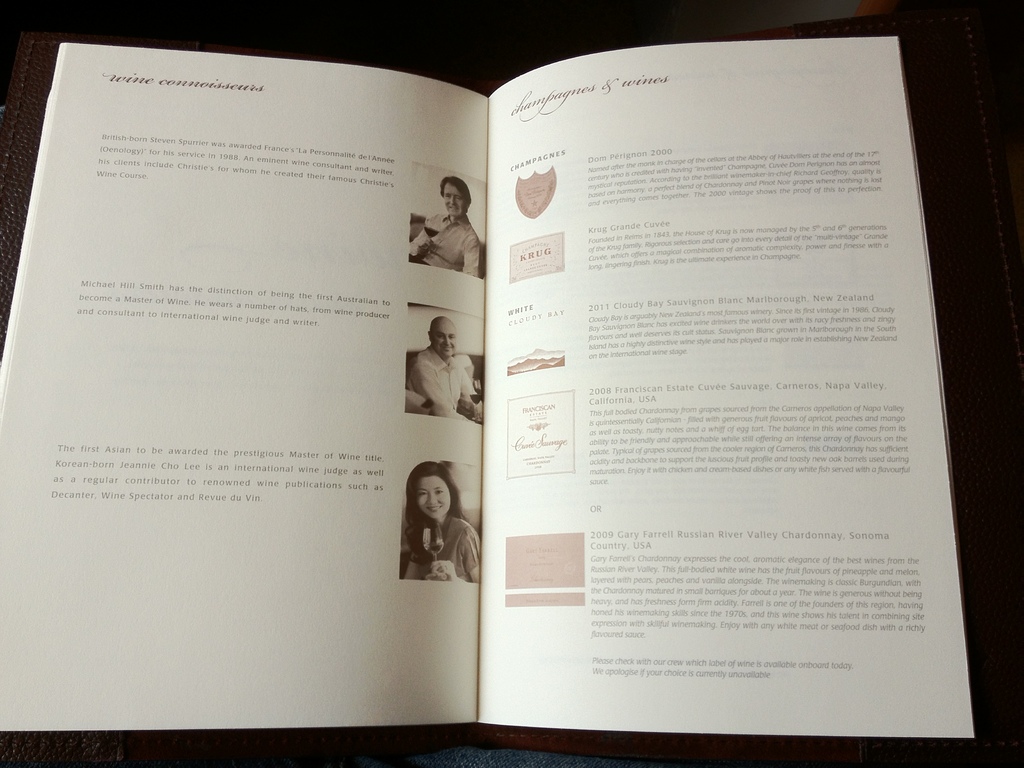 wine connoisseurs
British-born Steven Spurrier was awarded France's "La Personnalité de l'Année
(Oenology)" for his service in 1988. An eminent wine consultant and writer,
his clients include Christie's for whom he created their famous Christie's
Wine Course.
Michael Hill Smith has the distinction of being the first Australian to
become a Master of Wine. He wears a number of hats, from wine producer
and consultant to international wine judge and writer.
The first Asian to be awarded the prestigious Master of Wine title,
Korean-born Jeannie Cho Lee is an international wine judge as well
as a regular contributor to renowned wine publications such as
Decanter, Wine Spectator and Revue du Vin.
champagnes & wines
CHAMPAGNES
Dom Pérignon 2000
Named after the monk in charge of the cellars at the Abbey of Hautvillers at the end of the 17th
century who is credited with having "invented" Champagne, Cuvée Dom Pérignon has an almost
mystical reputation. According to the brilliant winemaker-in-chief Richard Geoffroy, quality is
based on harmony: a perfect blend of Chardonnay and Pinot Noir grapes where nothing is lost
and everything comes together. The 2000 vintage shows the proof of this to perfection.
KRUG
Krug Grande Cuvée
Founded in Reims in 1843, the House of Krug is now managed by the 5th and 6th generations
of the Krug family. Rigorous selection and care go into every detail of the "multi-vintage" Grande
Cuvée, which offers a magical combination of aromatic complexity, power and finesse with a
long, lingering finish. Krug is the ultimate experience in Champagne.
WHITE
CLOUDY BAY
2011 Cloudy Bay Sauvignon Blanc Marlborough, New Zealand
Cloudy Bay is arguably New Zealand's most famous winery. Since its first vintage in 1986, Cloudy
Bay Sauvignon Blanc has excited wine drinkers the world over with its racy freshness and zingy
flavours and well deserves its cult status. Sauvignon Blanc grown in Marlborough in the South
Island has a highly distinctive wine style and has played a major role in establishing New Zealand
on the international wine stage.
FRANCISCAN
ESTATE
Cuvée Sauvage
2008 Franciscan Estate Cuvée Sauvage, Carneros, Napa Valley,
California, USA
This full bodied Chardonnay from grapes sourced from the Carneros appellation of Napa Valley
is quintessentially Californian - filled with generous fruit flavours of apricot, peaches and mango
as well as toasty, nutty notes and a whiff of egg tart. The balance in this wine comes from its
ability to be friendly and approachable while still offering an intense array of flavours on the
palate. Typical of grapes sourced from the cooler region of Carneros, this Chardonnay has sufficient
acidity and backbone to support the luscious fruit profile and toasty new oak barrels used during
maturation. Enjoy it with chicken and cream-based dishes or any white fish served with a flavourful
sauce.
OR
2009 Gary Farrell Russian River Valley Chardonnay, Sonoma
Country, USA
Gary Farrell's Chardonnay expresses the cool, aromatic elegance of the best wines from the
Russian River Valley. This full-bodied white wine has the fruit flavours of pineapple and melon,
layered with pears, peaches and vanilla alongside. The winemaking is classic Burgundian, with
the Chardonnay matured in small barriques for about a year. The wine is generous without being
heavy, and has freshness form firm acidity. Farrell is one of the founders of this region, having
honed his winemaking skills since the 1970s, and this wine shows his talent in combining site
expression with skillful winemaking. Enjoy with any white meat or seafood dish with a richly
flavoured sauce.
Please check with our crew which label of wine is available onboard today.
We apologise if your choice is currently unavailable.